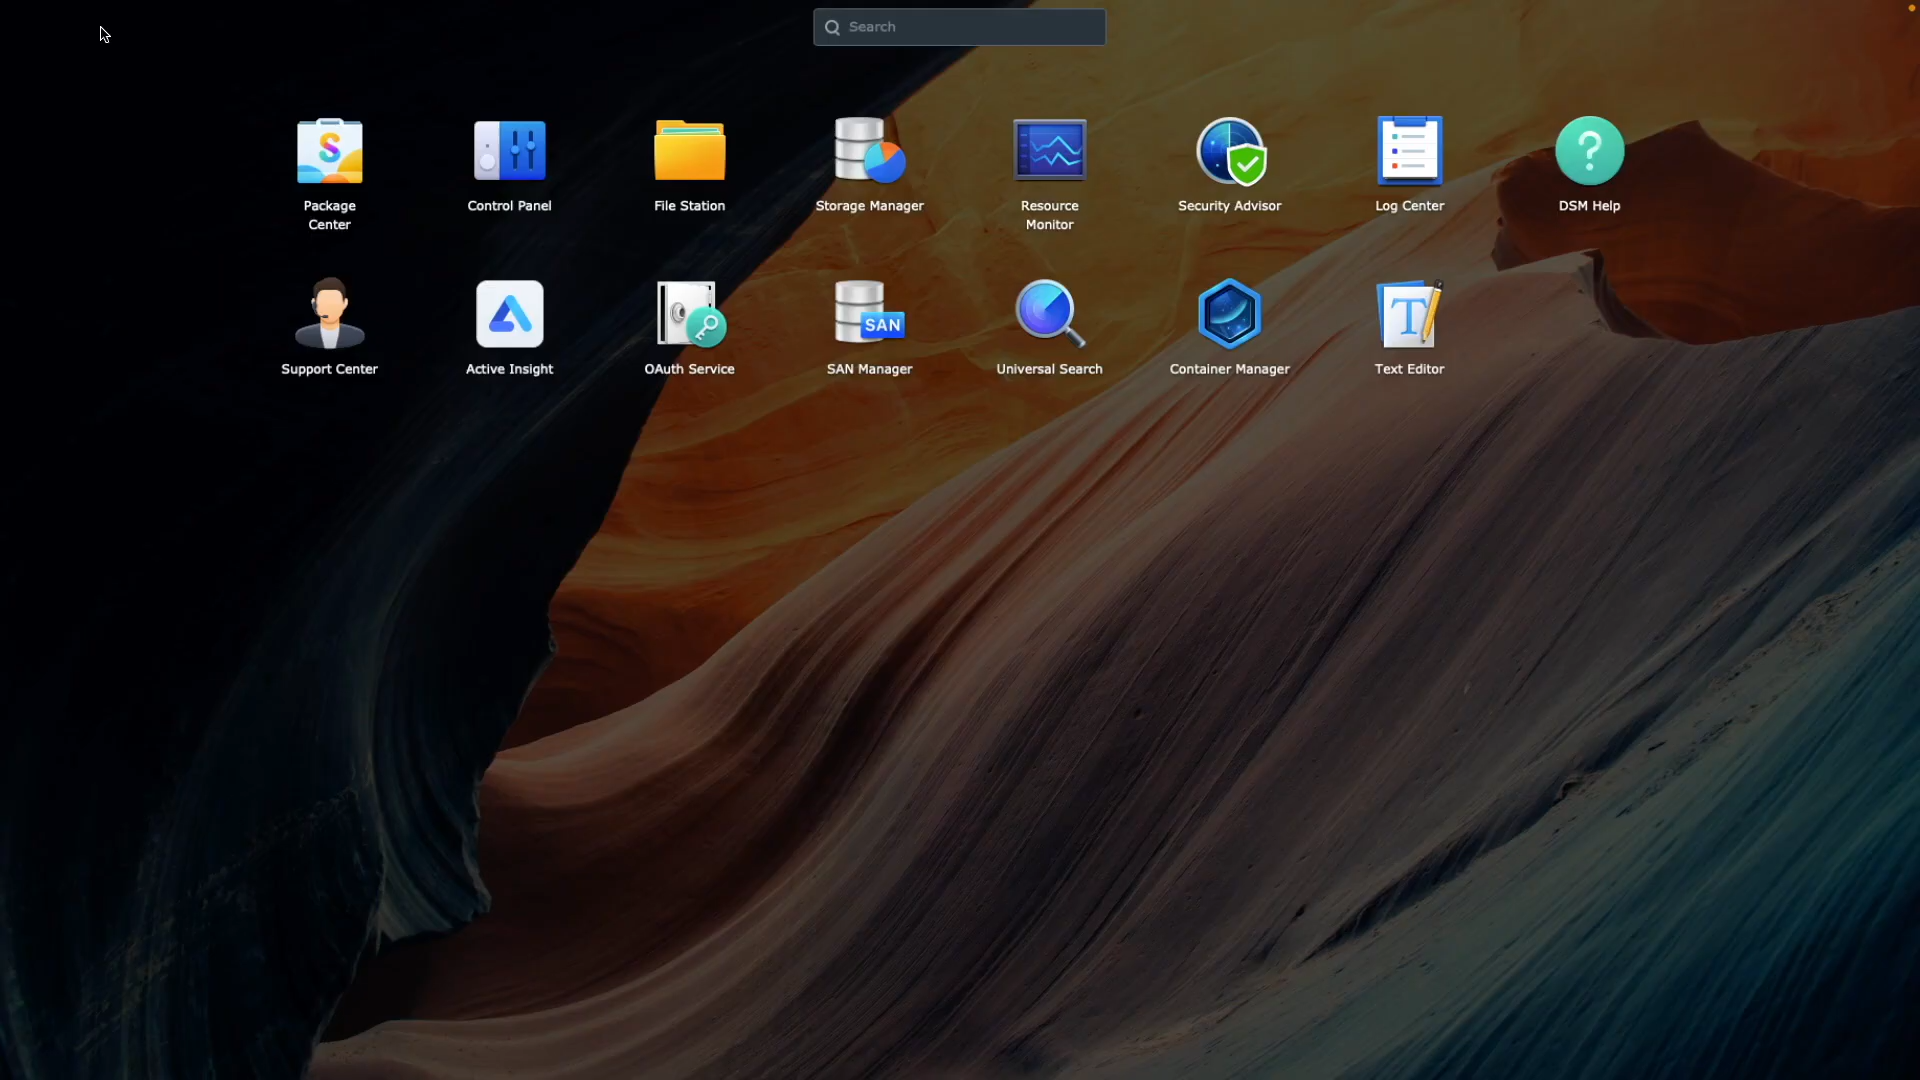 Search
Package
Center
Control Panel
File Station
Storage Manager
Resource
Monitor
Security Advisor
Log Center
?
DSM Help
Support Center
Active Insight
OAuth Service
SAN
SAN Manager
Universal Search
Container Manager
T
Text Editor